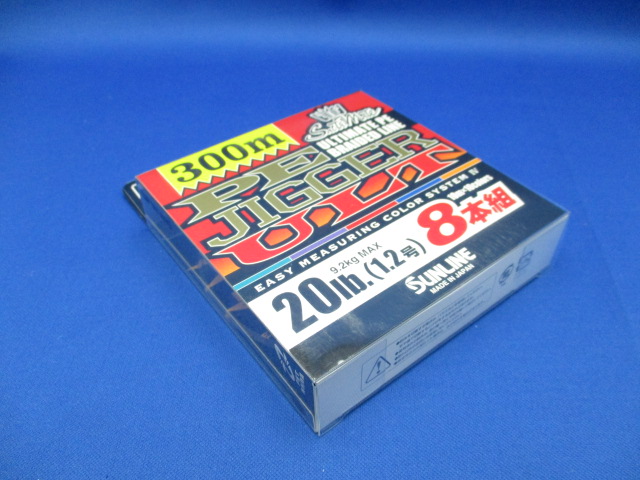 300m
SaltiMate
ULTIMATE PE
BRAIDED LINE
PE
JIGGER
ULT
EASY MEASURING COLOR SYSTEM IV
9.2kg MAX
20lb.(1.2号)
8本組
SUNLINE
MADE IN JAPAN